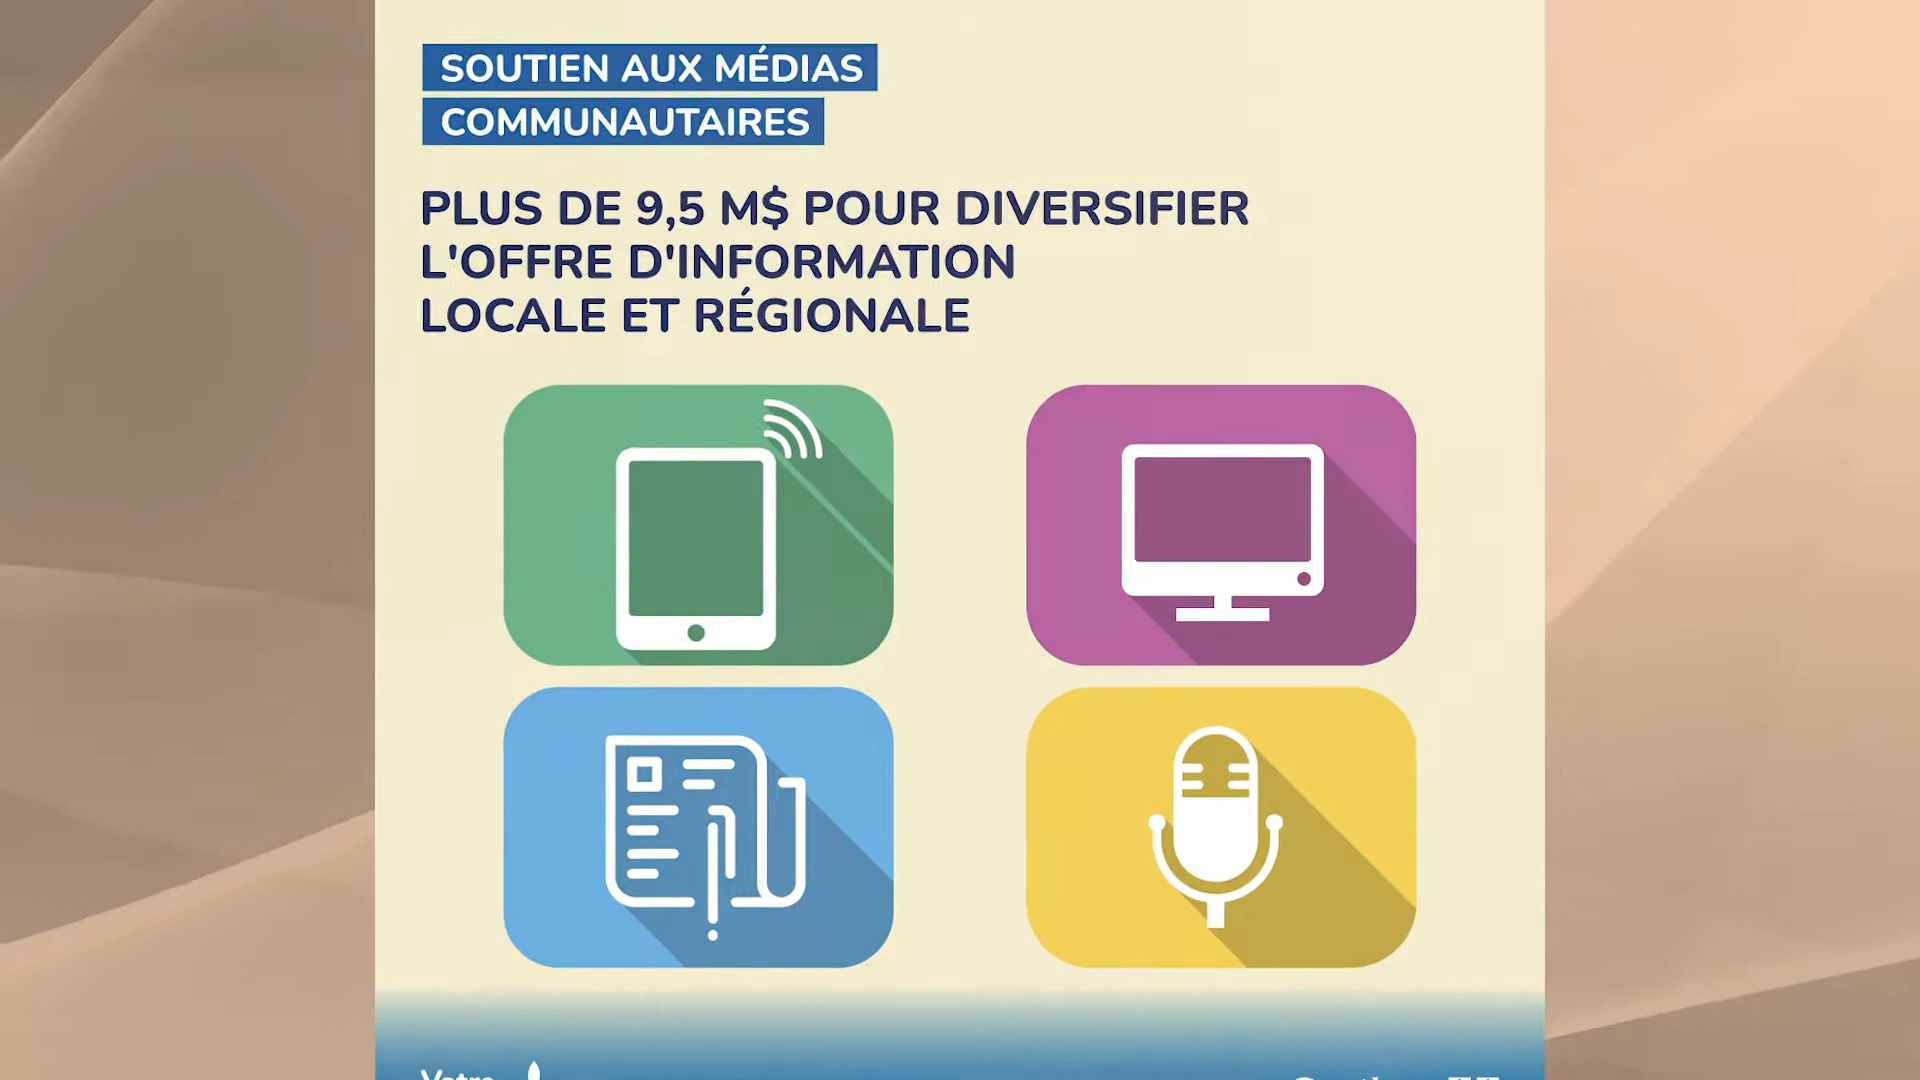 SOUTIEN AUX MÉDIAS
COMMUNAUTAIRES
PLUS DE 9,5 M$ POUR DIVERSIFIER
L'OFFRE D'INFORMATION
LOCALE ET RÉGIONALE